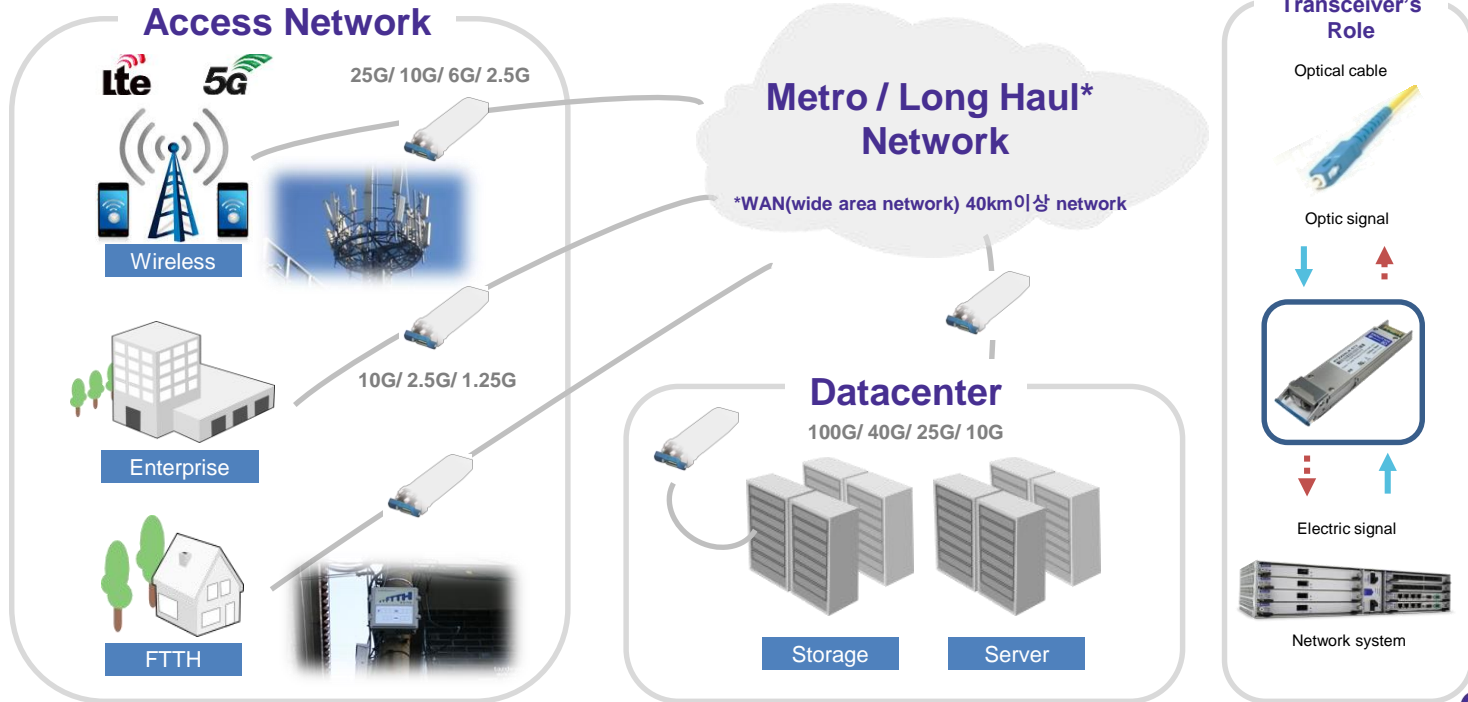 Access Network
lte
5G
25G/ 10G/ 6G/ 2.5G
Wireless
10G/ 2.5G/ 1.25G
Enterprise
FTTH
FTTH
Metro / Long Haul*
Network
*WAN(wide area network) 40km이상 network
Datacenter
100G/ 40G/ 25G/ 10G
Storage
Server
Transceiver's
Role
Optical cable
Optic signal
Electric signal
Network system